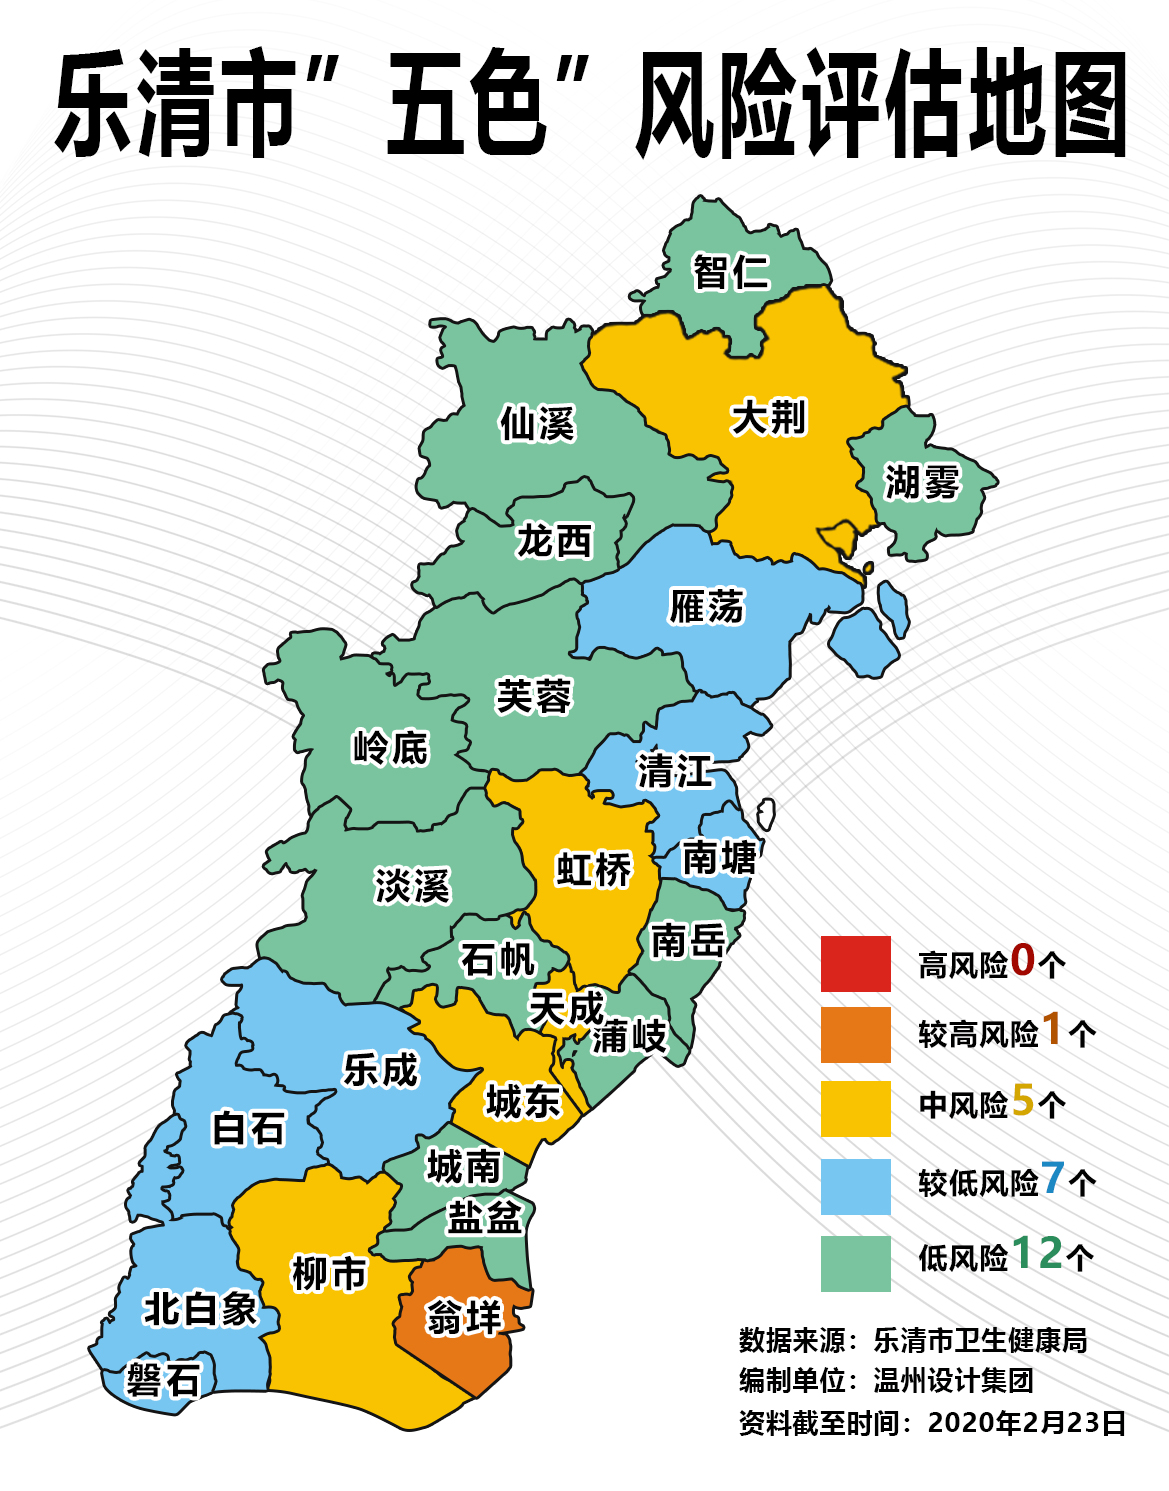 乐清市”五色”风险评估地图
智仁
大荆
仙溪
湖雾
龙西
雁荡
芙蓉
岭底
清江
南塘
虹桥
淡溪
南岳
石帆
天成
蒲岐
乐成
城东
白石
城南
盐盆
柳市
北白象
翁垟
磐石
高风险0个
较高风险1个
中风险5个
较低风险7个
低风险12个
数据来源：乐清市卫生健康局
编制单位：温州设计集团
资料截至时间：2020年2月23日